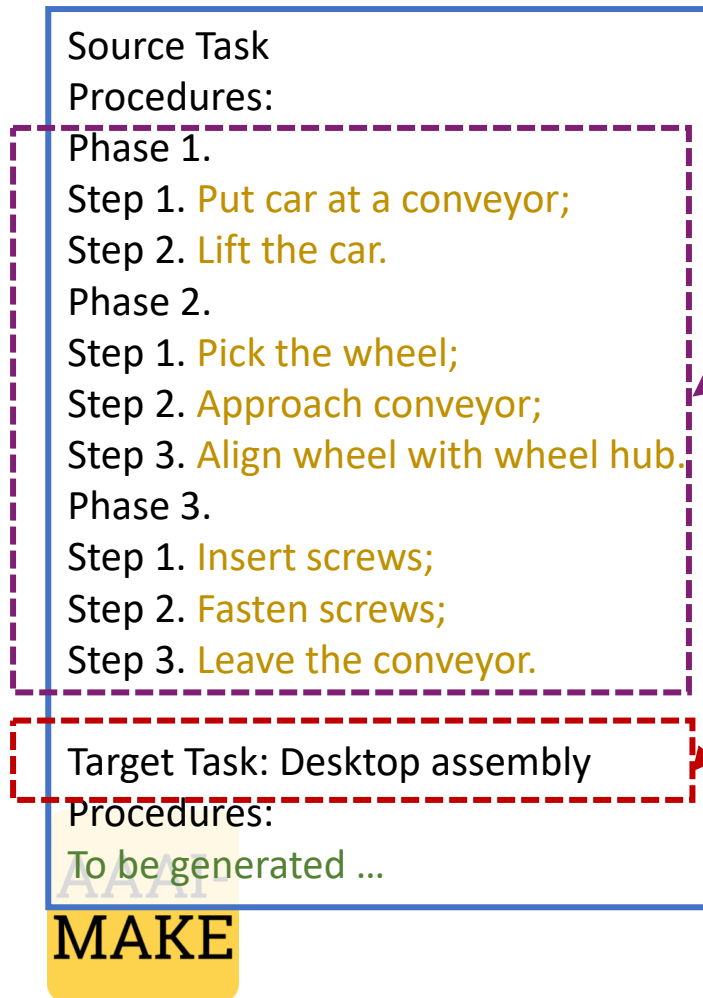 Source Task
Procedures:
Phase 1.
Step 1. Put car at a conveyor;
Step 2. Lift the car.
Phase 2.
Step 1. Pick the wheel;
Step 2. Approach conveyor;
Step 3. Align wheel with wheel hub.
Phase 3.
Step 1. Insert screws;
Step 2. Fasten screws;
Step 3. Leave the conveyor.
Target Task: Desktop assembly
Procedures:
To be generated ...
AAAI-
MAKE